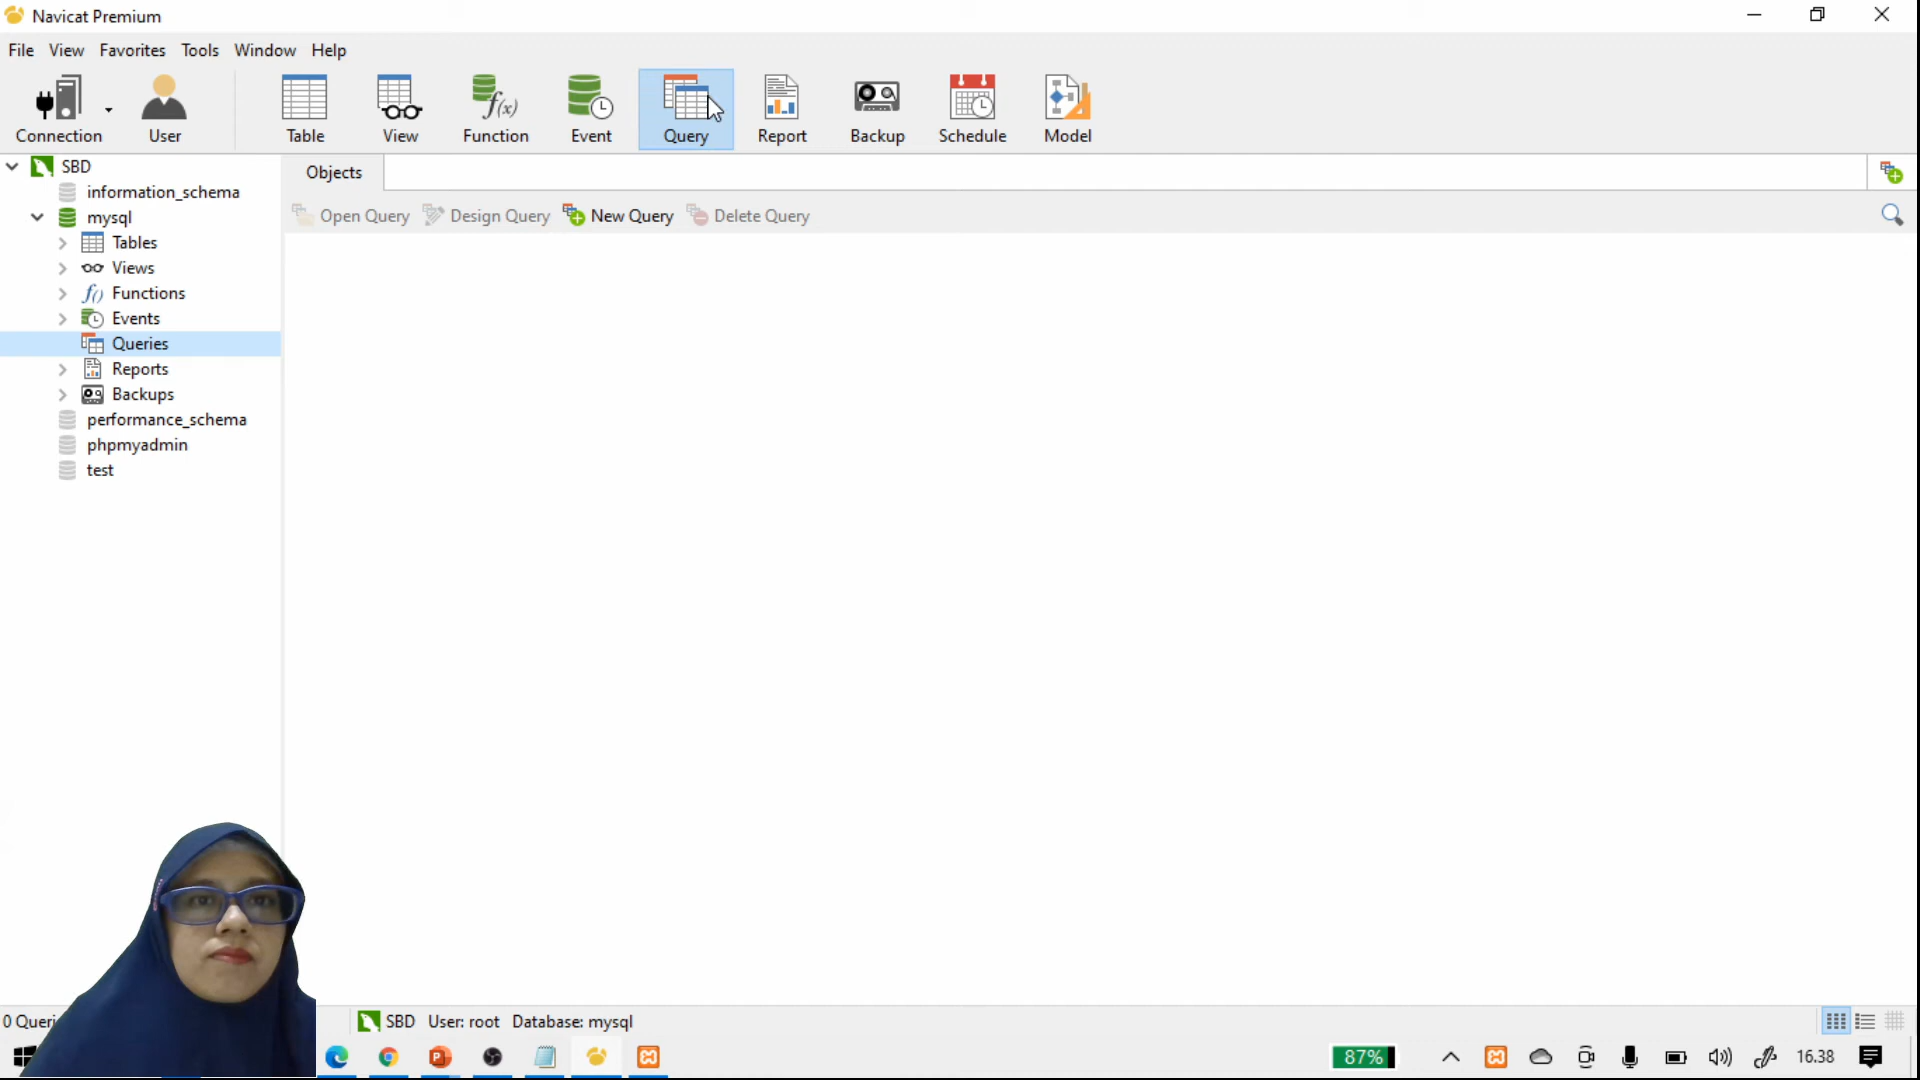 Navicat Premium
File View Favorites Tools Window Help
Connection User Table View Function Event Query Report Backup Schedule Model
SBD
information_schema
mysql
Tables
Views
Functions
Events
Queries
Reports
Backups
performance_schema
phpmyadmin
test
Objects
Open Query Design Query New Query Delete Query
0 Queri SBD User: root Database: mysql
87% 16.38